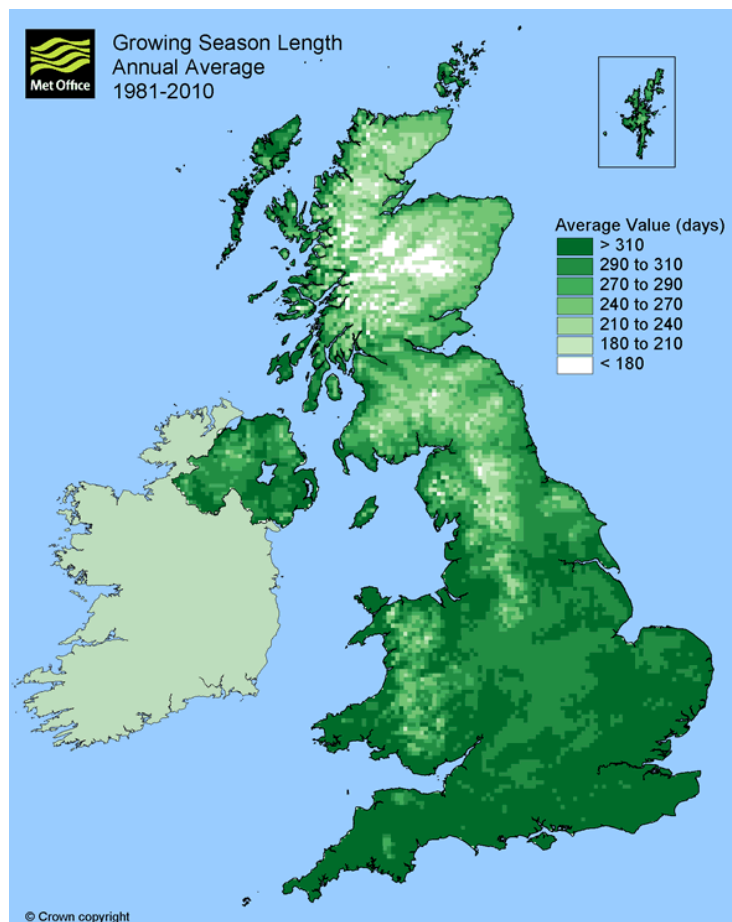 Met Office
Growing Season Length
Annual Average
1981-2010
Average Value (days)
> 310
290 to 310
270 to 290
240 to 270
210 to 240
180 to 210
< 180
© Crown copyright